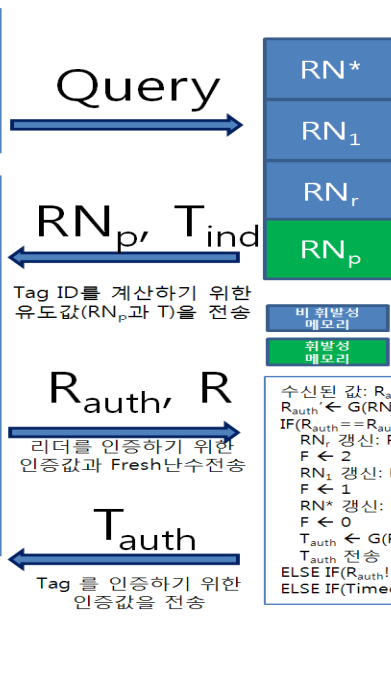 Query
RN*
RN₁
RNᵣ
RNₚ
RNₚ, T_ind
Tag ID를 계산하기 위한
유도값(RNₚ과 T)을 전송
비 휘발성
메모리
휘발성
메모리
R_auth, R
리더를 인증하기 위한
인증값과 Fresh난수전송
T_auth
Tag 를 인증하기 위한
인증값을 전송
수신된 값:
R_auth' ← G(RN
IF(R_auth==R
RNᵣ 갱신:
F ← 2
RN₁ 갱신:
F ← 1
RN* 갱신:
F ← 0
T_auth ← G(
T_auth 전송
ELSE IF(R_auth!
ELSE IF(Time